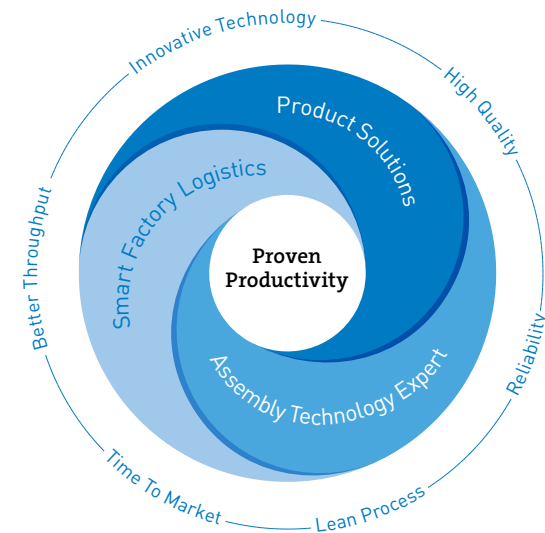 Innovative Technology
High Quality
Reliability
Lean Process
Time To Market
Better Throughput
Product Solutions
Smart Factory Logistics
Assembly Technology Expert
Proven
Productivity